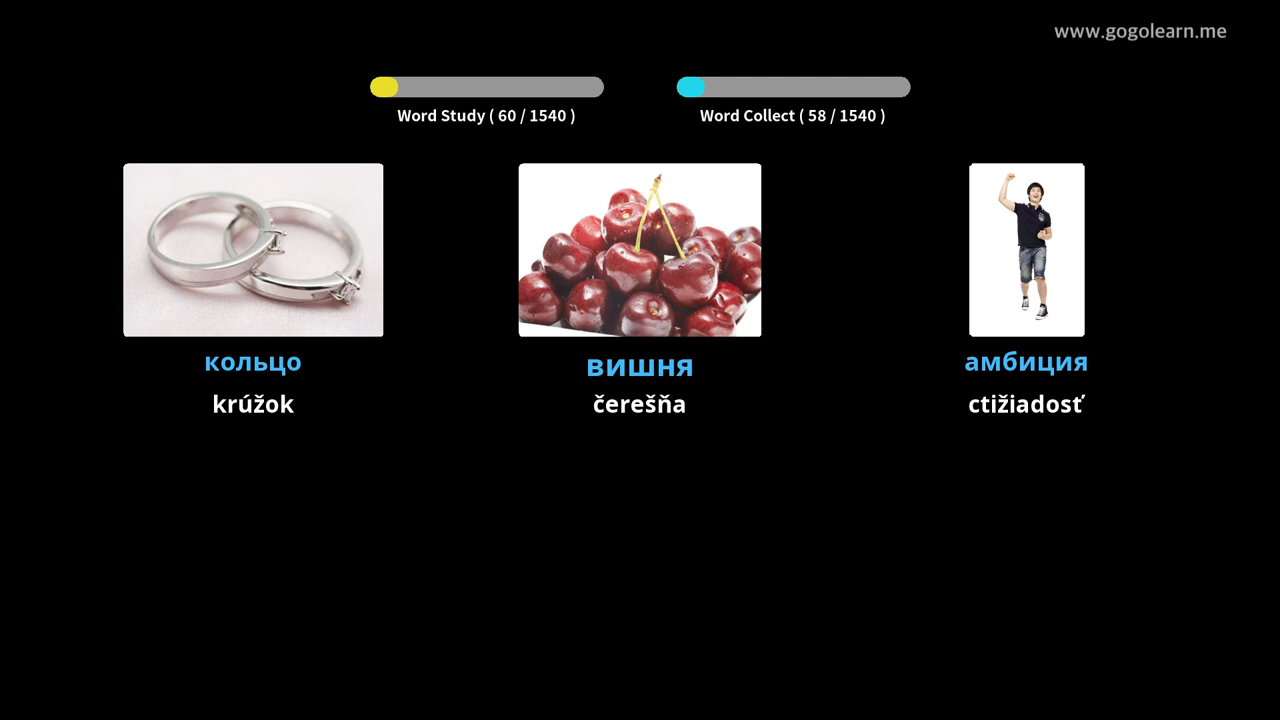 www.gogolearn.me
Word Study ( 60 / 1540 )
Word Collect ( 58 / 1540 )
кольцо
вишня
амбиция
krúžok
čerešňa
ctižiadosť